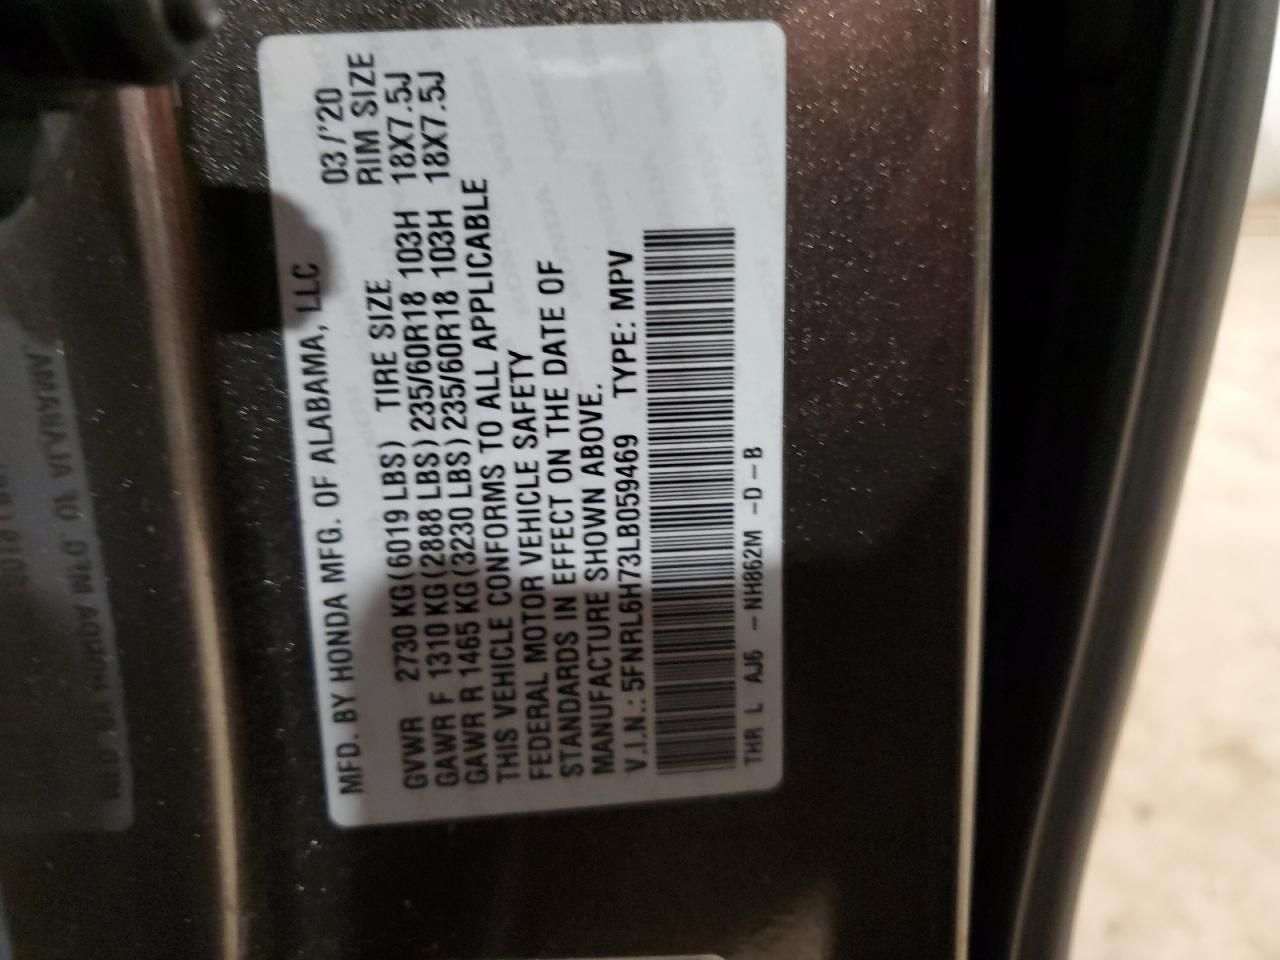 MFD. BY HONDA MFG. OF ALABAMA, LLC 03/'20
GVWR 2730 KG(6019 LBS) TIRE SIZE RIM SIZE
GAWR F 1310 KG(2888 LBS) 235/60R18 103H 18X7.5J
GAWR R 1465 KG(3230 LBS) 235/60R18 103H 18X7.5J
THIS VEHICLE CONFORMS TO ALL APPLICABLE
FEDERAL MOTOR VEHICLE SAFETY
STANDARDS IN EFFECT ON THE DATE OF
MANUFACTURE SHOWN ABOVE.
V.I.N.: 5FNRL6H73LB059469 TYPE: MPV
THR L AJ6 -NH862M -D-B